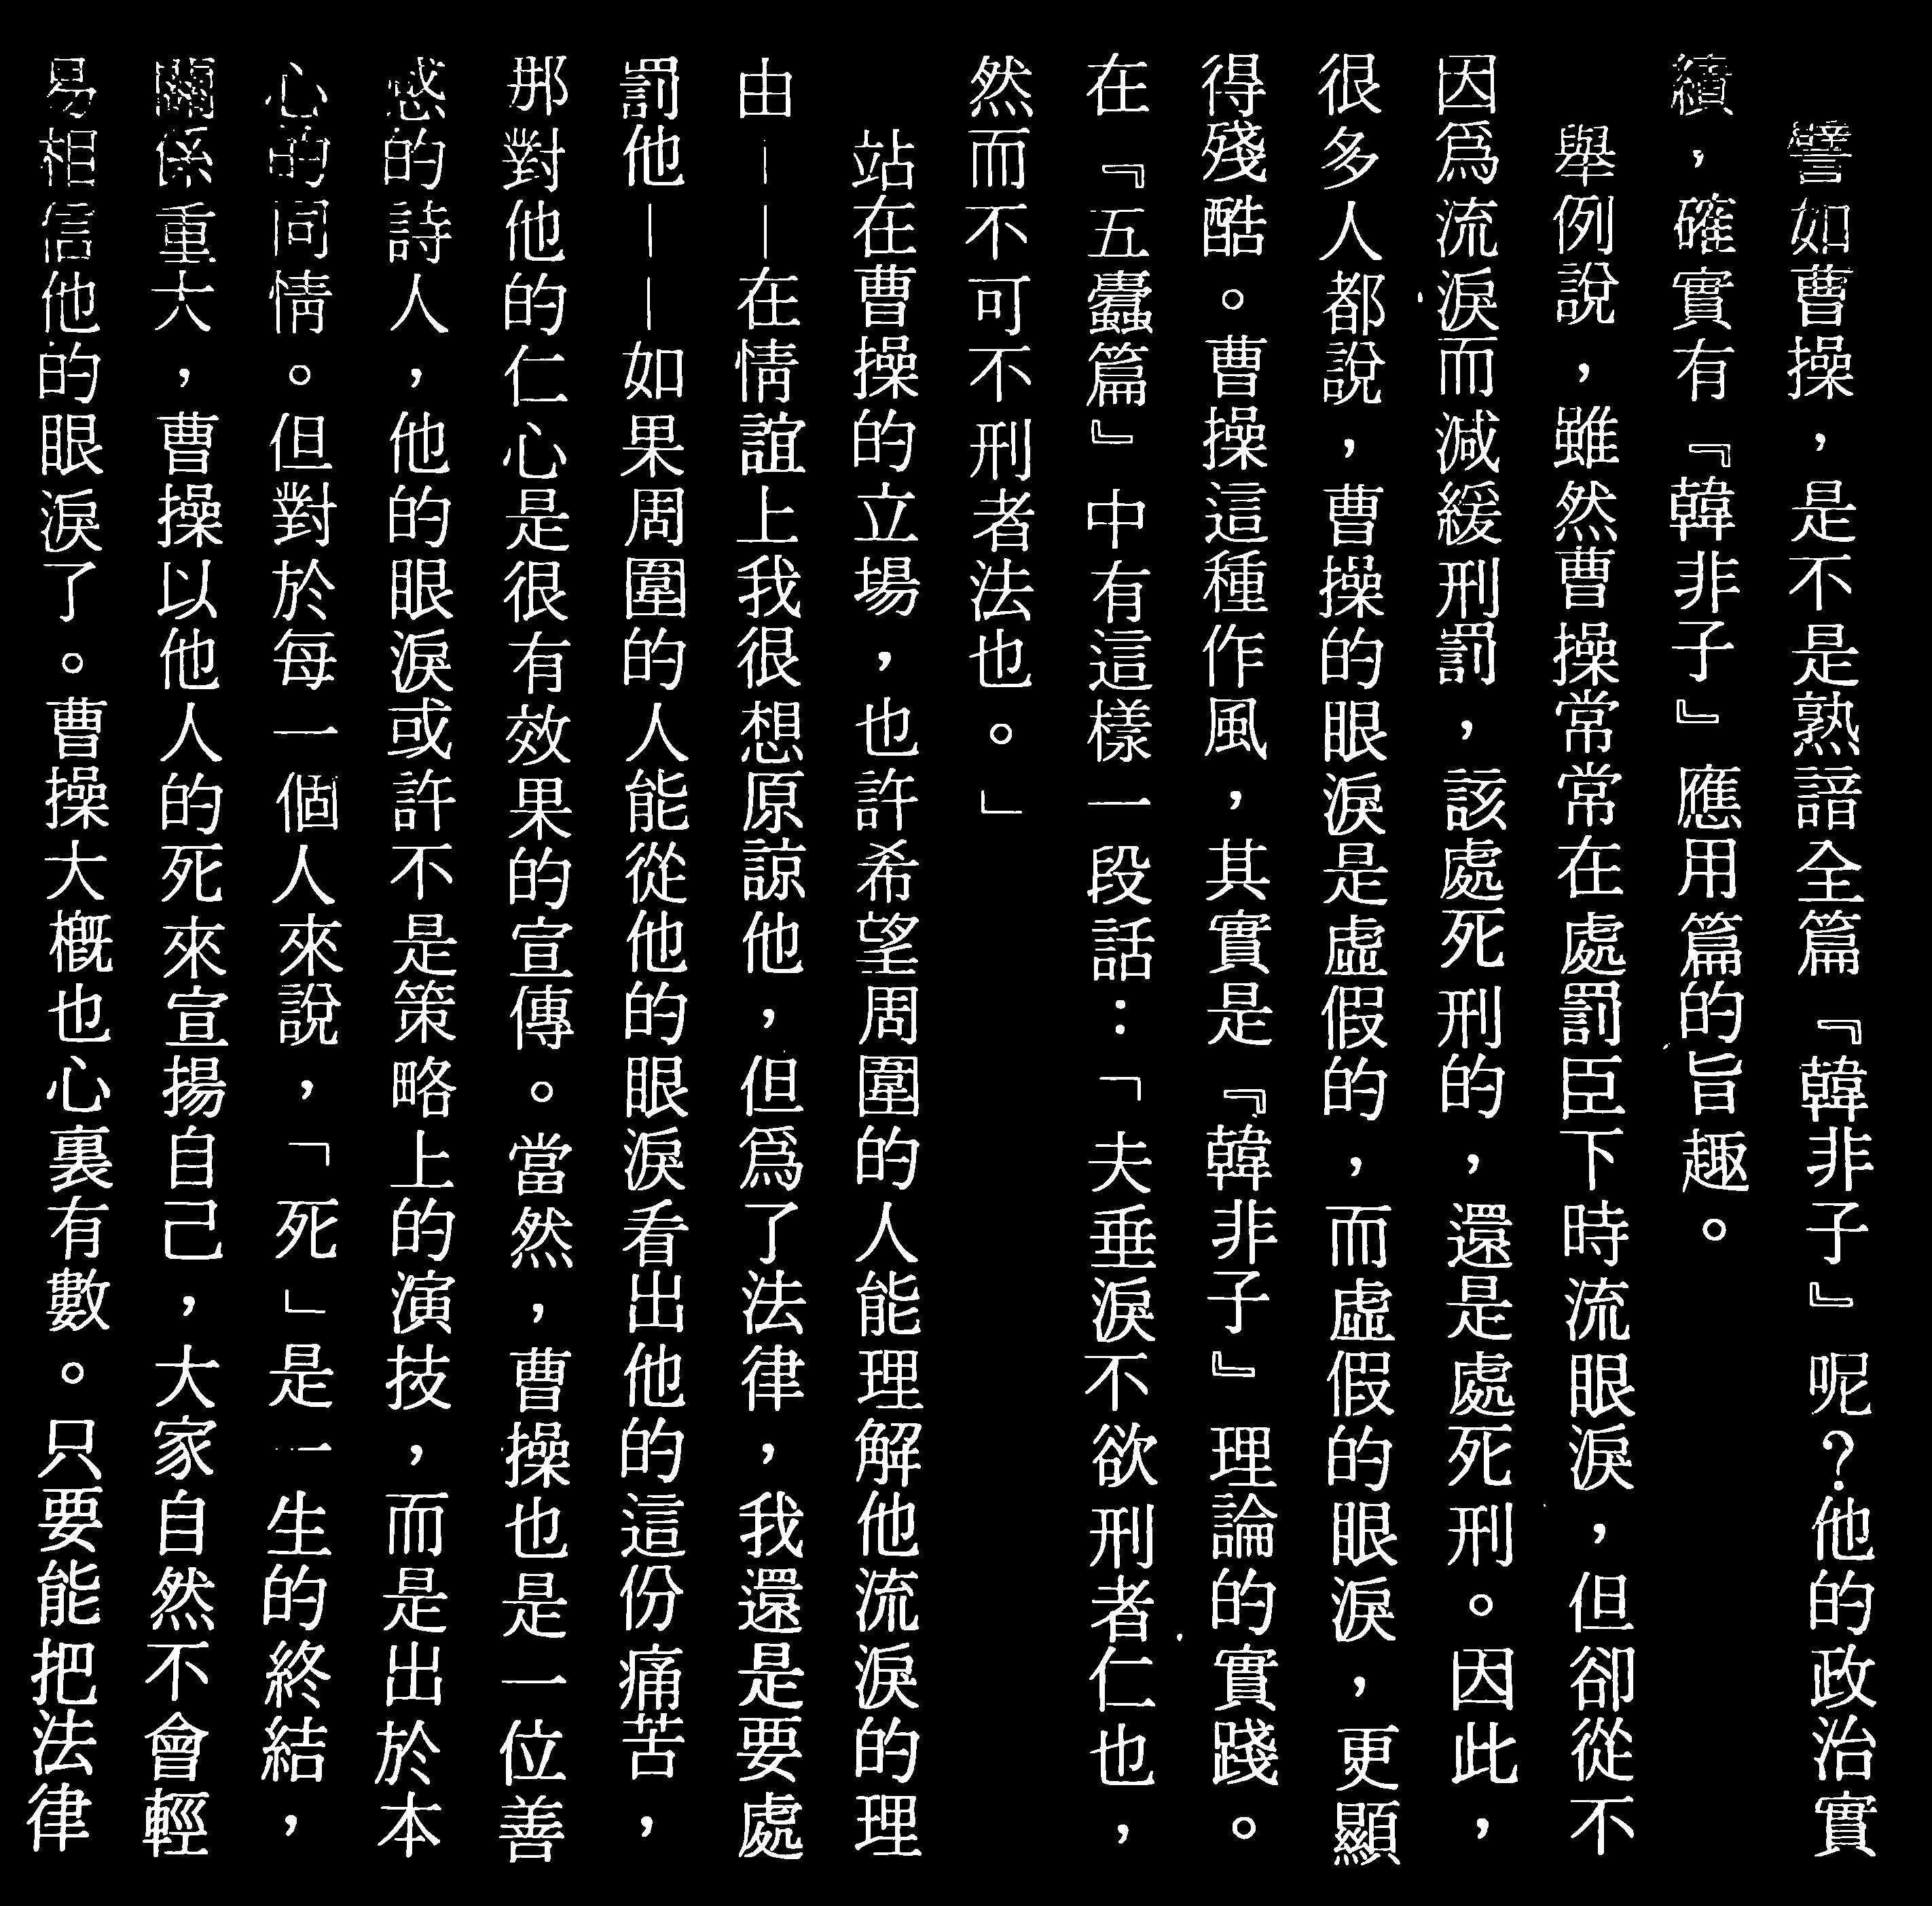 譬如曹操，是不是熟諳全篇『韓非子』呢？他的政治實
績，確實有『韓非子』應用篇的旨趣。
舉例說，雖然曹操常常在處罰臣下時流眼淚，但卻從不
因爲流淚而減緩刑罰，該處死刑的，還是處死刑。因此，
很多人都說，曹操的眼淚是虛假的，而虛假的眼淚，更顯
得殘酷。曹操這種作風，其實是『韓非子』理論的實踐。
在『五蠹篇』中有這樣一段話：「夫垂淚不欲刑者仁也，
然而不可不刑者法也。」
站在曹操的立場，也許希望周圍的人能理解他流淚的理
由——在情誼上我很想原諒他，但爲了法律，我還是要處
罰他——如果周圍的人能從他的眼淚看出他的這份痛苦，
那對他的仁心是很有效果的宣傳。當然，曹操也是一位善
感的詩人，他的眼淚或許不是策略上的演技，而是出於本
心的同情。但對於每一個人來說，「死」是一生的終結，
關係重大，曹操以他人的死來宣揚自己，大家自然不會輕
易相信他的眼淚了。曹操大概也心裏有數。只要能把法律